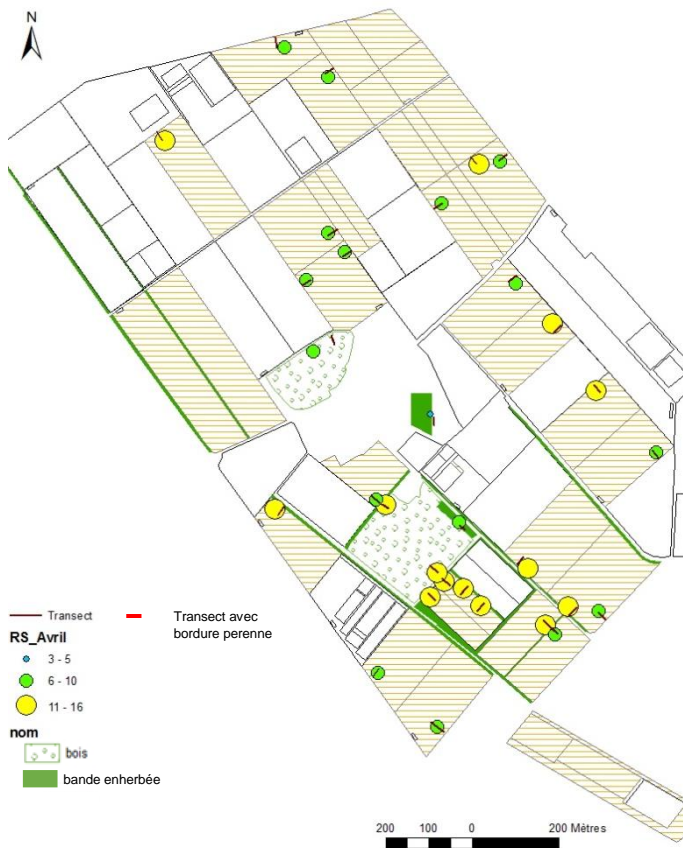 N
Transect
Transect avec
bordure perenne
RS_Avril
3 - 5
6 - 10
11 - 16
nom
bois
bande enherbée
200 100 0 200 Mètres